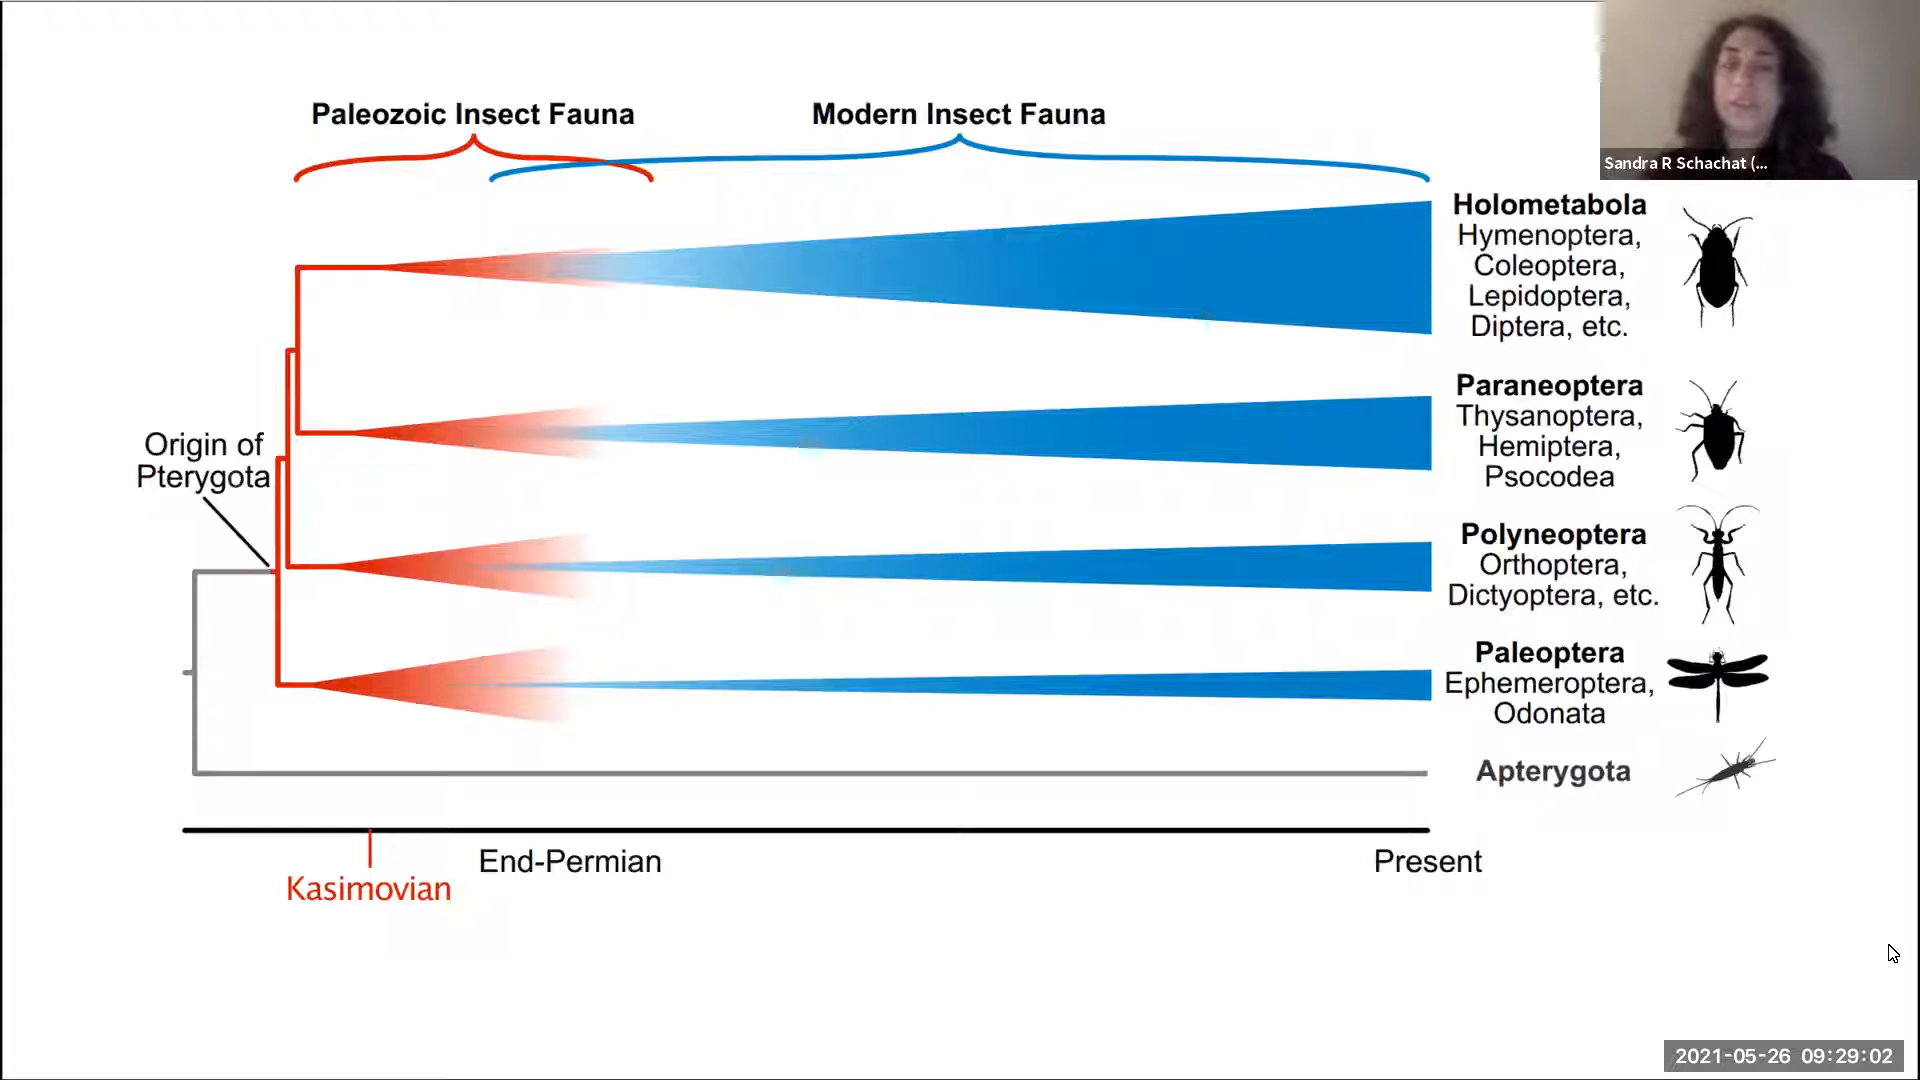 Paleozoic Insect Fauna
Modern Insect Fauna
Sandra R Schachat (...
Holometabola
Hymenoptera,
Coleoptera,
Lepidoptera,
Diptera, etc.
Paraneoptera
Thysanoptera,
Hemiptera,
Psocodea
Origin of
Pterygota
Polyneoptera
Orthoptera,
Dictyoptera, etc.
Paleoptera
Ephemeroptera,
Odonata
Apterygota
End-Permian
Present
Kasimovian
2021-05-26 09:29:02